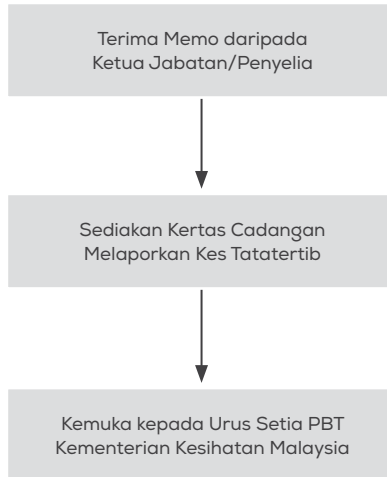 Terima Memo daripada
Ketua Jabatan/Penyelia
Sediakan Kertas Cadangan
Melaporkan Kes Tatatertib
Kemuka kepada Urus Setia PBT
Kementerian Kesihatan Malaysia